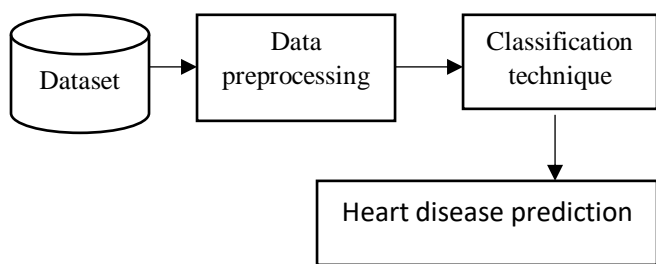 Dataset
Data
preprocessing
Classification
technique
Heart disease prediction